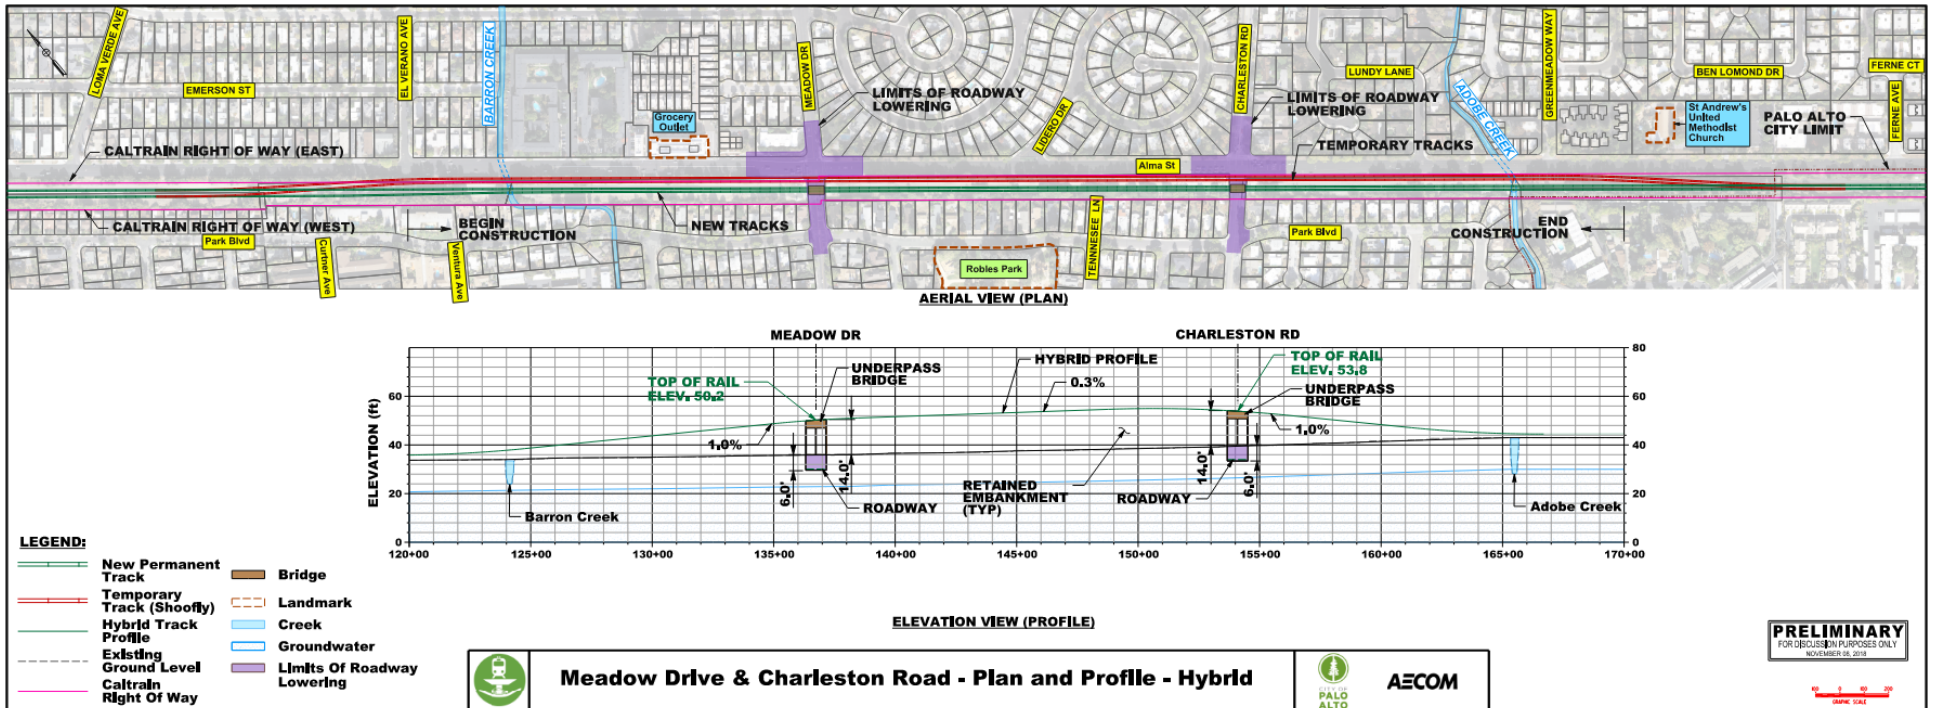 LOMA VERDE AVE
EMERSON ST
EL VERANO AVE
BARRON CREEK
Grocery
Outlet
MEADOW DR
LIMITS OF ROADWAY
LOWERING
LIDERO DR
CHARLESTON RD
LIMITS OF ROADWAY
LOWERING
LUNDY LANE
ADOBE CREEK
GREENMEADOW WAY
BEN LOMOND DR
FERNE CT
FERNE AVE
St Andrew's
United
Methodist
Church
PALO ALTO
CITY LIMIT
CALTRAIN RIGHT OF WAY (EAST)
TEMPORARY TRACKS
Alma St
CALTRAIN RIGHT OF WAY (WEST)
Park Blvd
Curtner Ave
BEGIN
CONSTRUCTION
Ventura Ave
NEW TRACKS
Robles Park
TENNINESEE LN
Park Blvd
END
CONSTRUCTION
AERIAL VIEW (PLAN)
MEADOW DR
CHARLESTON RD
ELEVATION (ft)
60
40
20
0
80
60
40
20
0
TOP OF RAIL
ELEV. 50.2
UNDERPASS
BRIDGE
HYBRID PROFILE
0.3%
TOP OF RAIL
ELEV. 53.8
UNDERPASS
BRIDGE
1.0%
1.0%
6.0'
14.0'
14.0'
6.0'
RETAINED
EMBANKMENT
(TYP)
ROADWAY
ROADWAY
Barron Creek
Adobe Creek
120+00
125+00
130+00
135+00
140+00
145+00
150+00
155+00
160+00
165+00
170+00
ELEVATION VIEW (PROFILE)
LEGEND:
New Permanent
Track
Temporary
Track (Shoofly)
Hybrid Track
Profile
Existing
Ground Level
Caltrain
Right Of Way
Bridge
Landmark
Creek
Groundwater
Limits Of Roadway
Lowering
Meadow Drive & Charleston Road - Plan and Profile - Hybrid
CITY OF
PALO
ALTO
AECOM
PRELIMINARY
FOR DISCUSSION PURPOSES ONLY
NOVEMBER 05, 2018
100 0 100 200
GRAPHIC SCALE